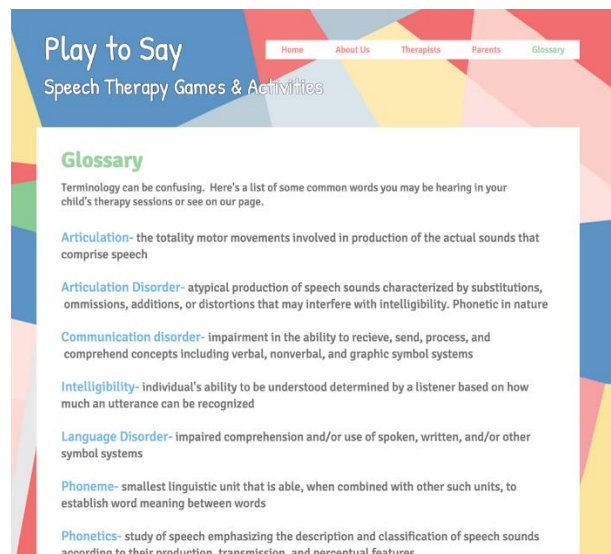 Play to Say
Home About Us Therapists Parents Glossary
Speech Therapy Games & Activities
Glossary
Terminology can be confusing. Here's a list of some common words you may be hearing in your
child's therapy sessions or see on our page.
Articulation- the totality motor movements involved in production of the actual sounds that
comprise speech
Articulation Disorder- atypical production of speech sounds characterized by substitutions,
ommissions, additions, or distortions that may interfere with intelligibility. Phonetic in nature
Communication disorder- impairment in the ability to recieve, send, process, and
comprehend concepts including verbal, nonverbal, and graphic symbol systems
Intelligibility- individual's ability to be understood determined by a listener based on how
much an utterance can be recognized
Language Disorder- impaired comprehension and/or use of spoken, written, and/or other
symbol systems
Phoneme- smallest linguistic unit that is able, when combined with other such units, to
establish word meaning between words
Phonetics- study of speech emphasizing the description and classification of speech sounds
according to their production, transmission, and perceptual features